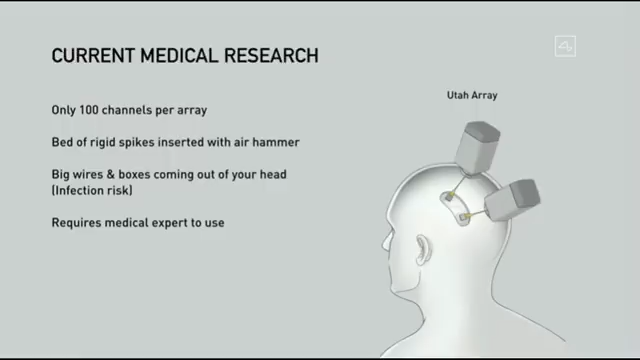 CURRENT MEDICAL RESEARCH
Only 100 channels per array
Bed of rigid spikes inserted with air hammer
Big wires & boxes coming out of your head
(Infection risk)
Requires medical expert to use
Utah Array